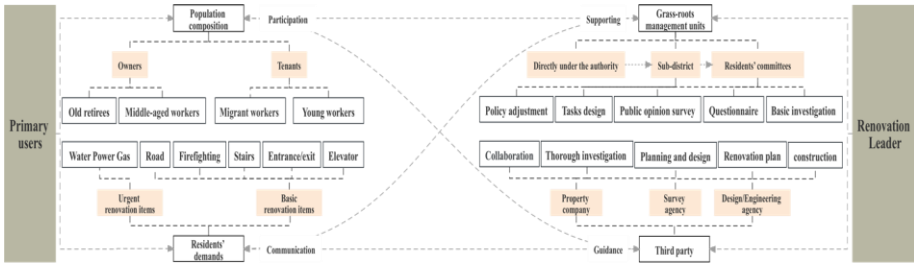 Population
composition
Participation
Supporting
Grass-roots
management units
Owners
Tenants
Directly under the authority
Sub-district
Residents' committees
Old retirees
Middle-aged workers
Migrant workers
Young workers
Policy adjustment
Tasks design
Public opinion survey
Questionnaire
Basic investigation
Primary
users
Renovation
Leader
Water Power Gas
Road
Firefighting
Stairs
Entrance/exit
Elevator
Collaboration
Thorough investigation
Planning and design
Renovation plan
construction
Urgent
renovation items
Basic
renovation items
Property
company
Survey
agency
Design/Engineering
agency
Residents'
demands
Communication
Guidance
Third party